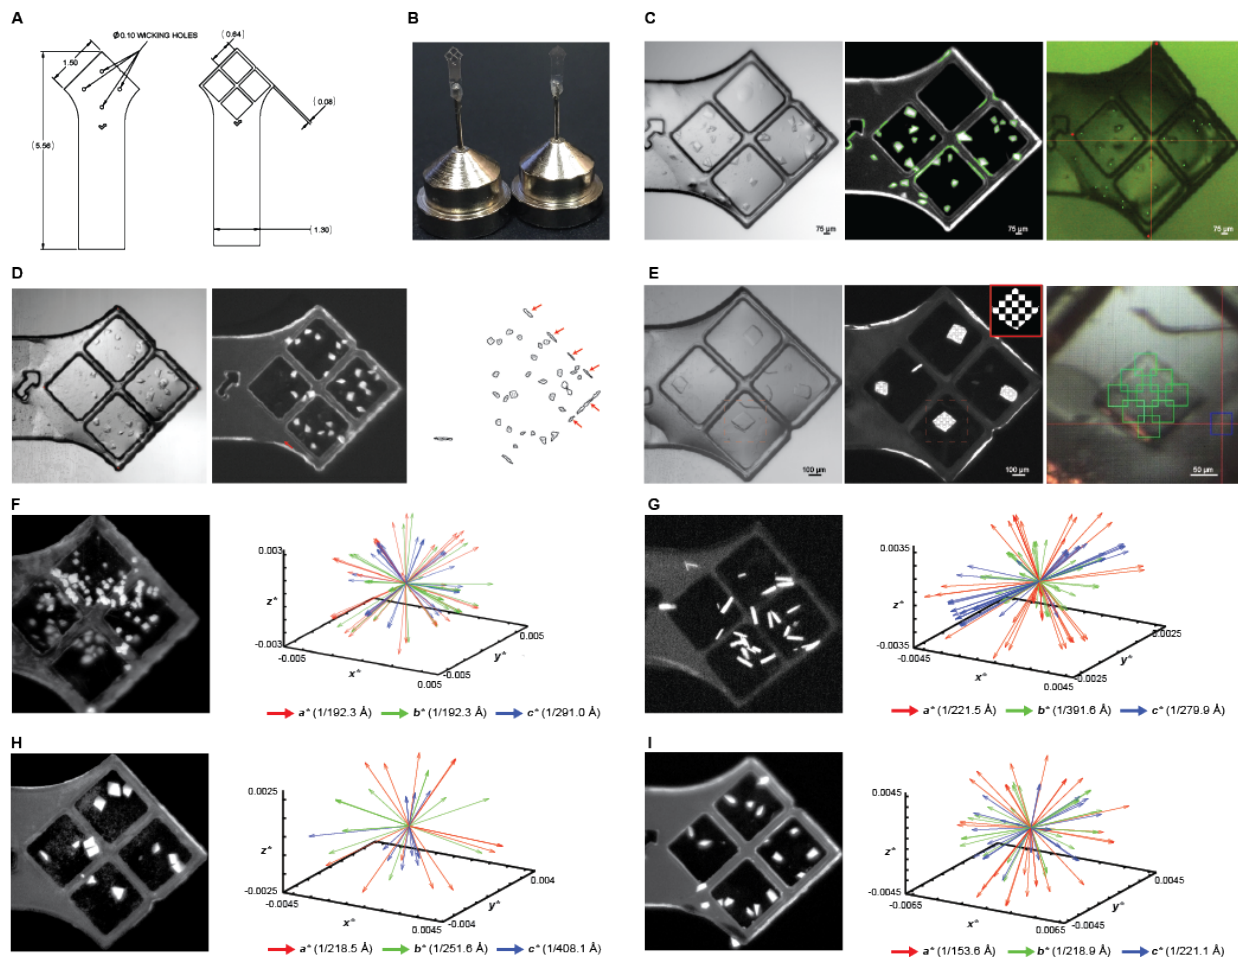 A
Ø0.10 WICKING HOLES
1.50
(5.56)
(0.64)
(0.08)
(1.30)
B
C
75 µm
75 µm
75 µm
D
E
100 µm
100 µm
50 µm
F
0.003
z*
-0.003
-0.005
x*
0.005
-0.005
y*
0.005
a* (1/192.3 Å) b* (1/192.3 Å) c* (1/291.0 Å)
G
0.0035
z*
-0.0035
-0.0045
x*
0.0045
-0.0025
y*
0.0025
a* (1/221.5 Å) b* (1/391.6 Å) c* (1/279.9 Å)
H
0.0025
z*
-0.0025
-0.0045
x*
0.0045
-0.004
y*
0.004
a* (1/218.5 Å) b* (1/251.6 Å) c* (1/408.1 Å)
I
0.0045
z*
-0.0045
-0.0065
x*
0.0065
-0.0045
y*
0.0045
a* (1/153.6 Å) b* (1/218.9 Å) c* (1/221.1 Å)